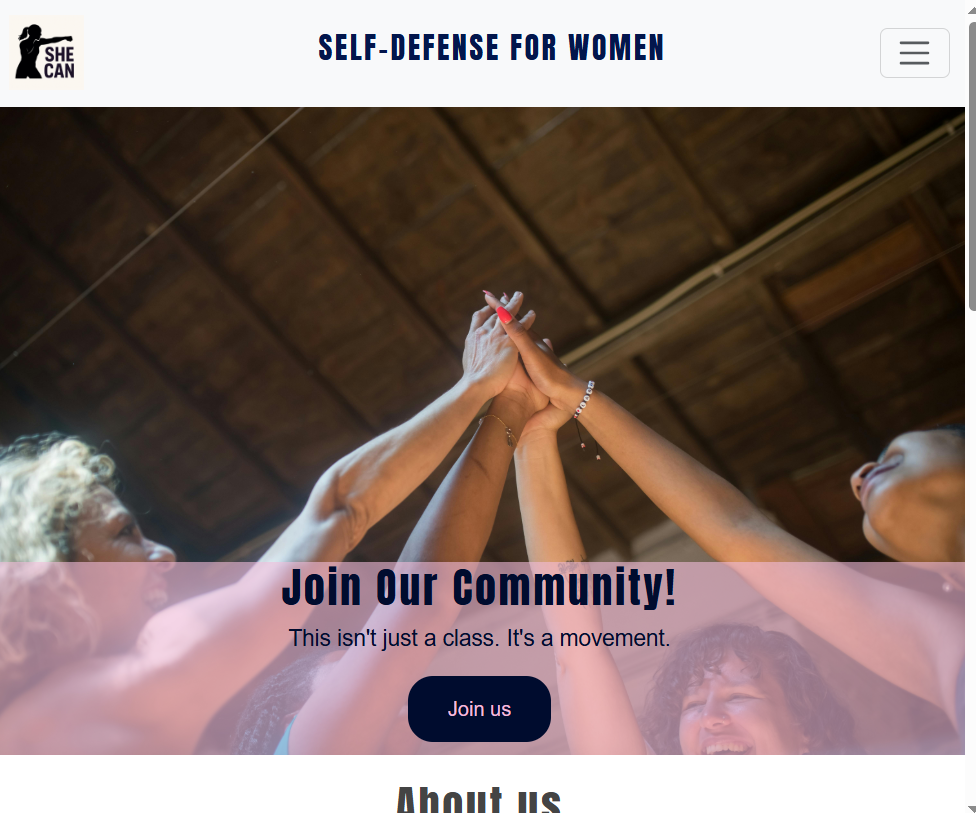 SHE
CAN
SELF-DEFENSE FOR WOMEN
Join Our Community!
This isn't just a class. It's a movement.
Join us
About us